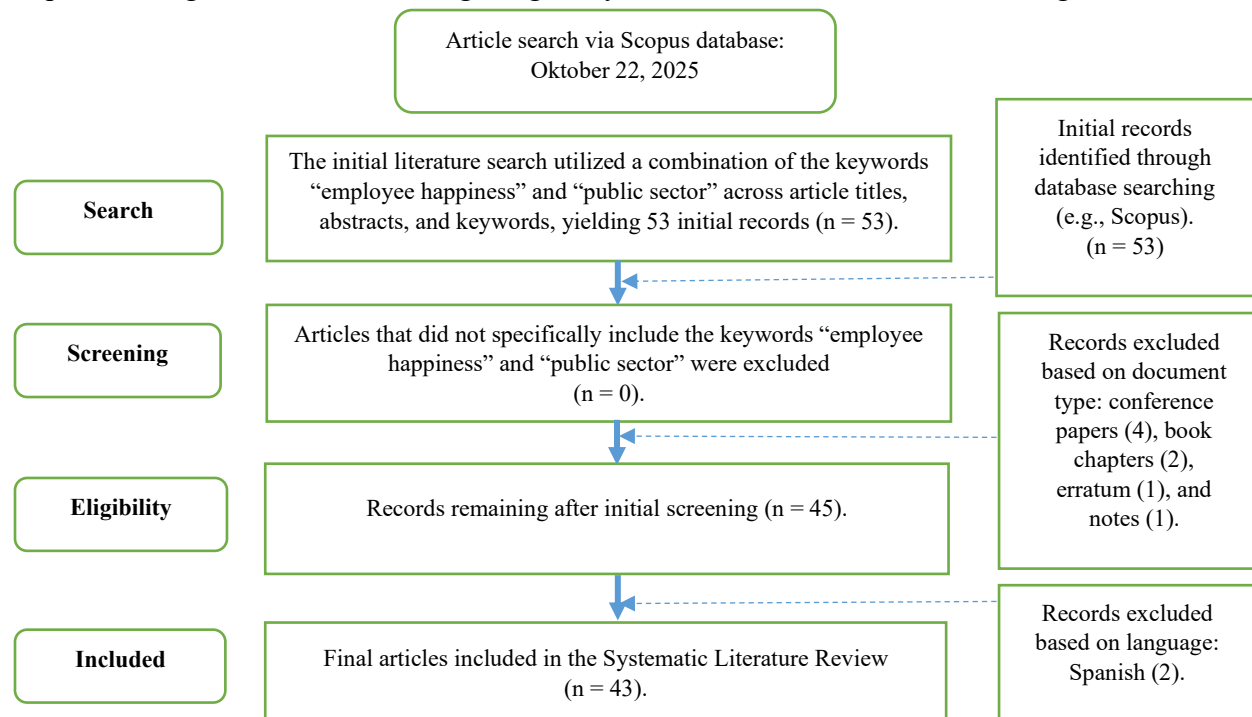 Article search via Scopus database:
Oktober 22, 2025
Search
The initial literature search utilized a combination of the keywords
“employee happiness” and “public sector” across article titles,
abstracts, and keywords, yielding 53 initial records (n = 53).
Initial records
identified through
database searching
(e.g., Scopus).
(n = 53)
Screening
Articles that did not specifically include the keywords “employee
happiness” and “public sector” were excluded
(n = 0).
Records excluded
based on document
type: conference
papers (4), book
chapters (2),
erratum (1), and
notes (1).
Eligibility
Records remaining after initial screening (n = 45).
Included
Final articles included in the Systematic Literature Review
(n = 43).
Records excluded
based on language:
Spanish (2).